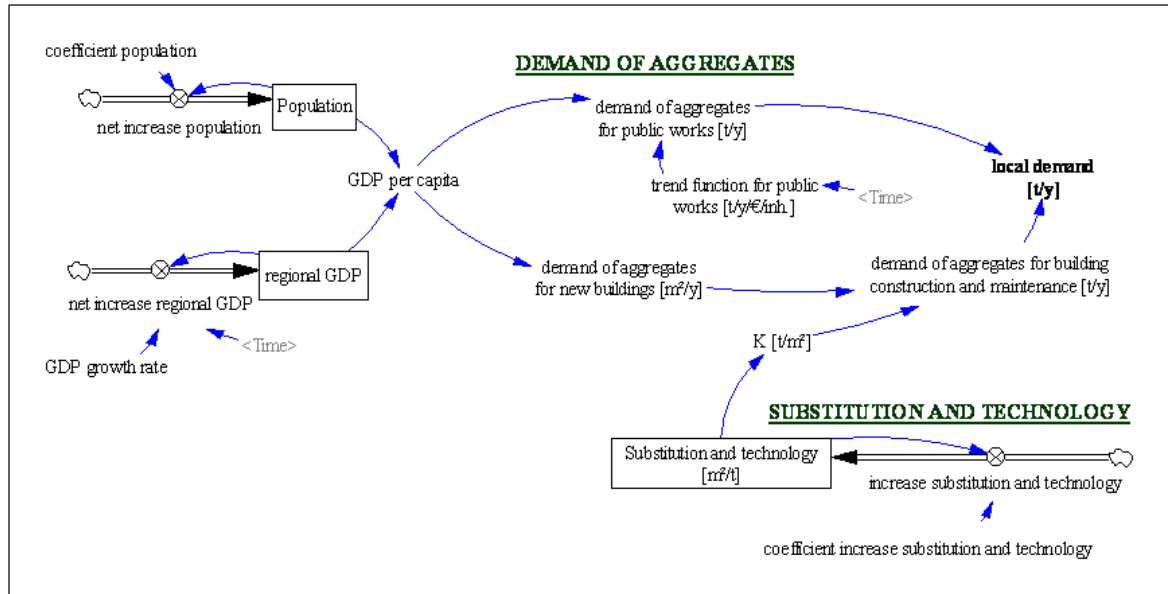 coefficient population
net increase population
Population
DEMAND OF AGGREGATES
demand of aggregates
for public works [t/y]
GDP per capita
trend function for public
works [t/y/€/inh.]
<Time>
local demand
[t/y]
regional GDP
net increase regional GDP
<Time>
GDP growth rate
demand of aggregates
for new buildings [m²/y]
demand of aggregates for building
construction and maintenance [t/y]
K [t/m²]
SUBSTITUTION AND TECHNOLOGY
Substitution and technology
[m²/t]
increase substitution and technology
coefficient increase substitution and technology